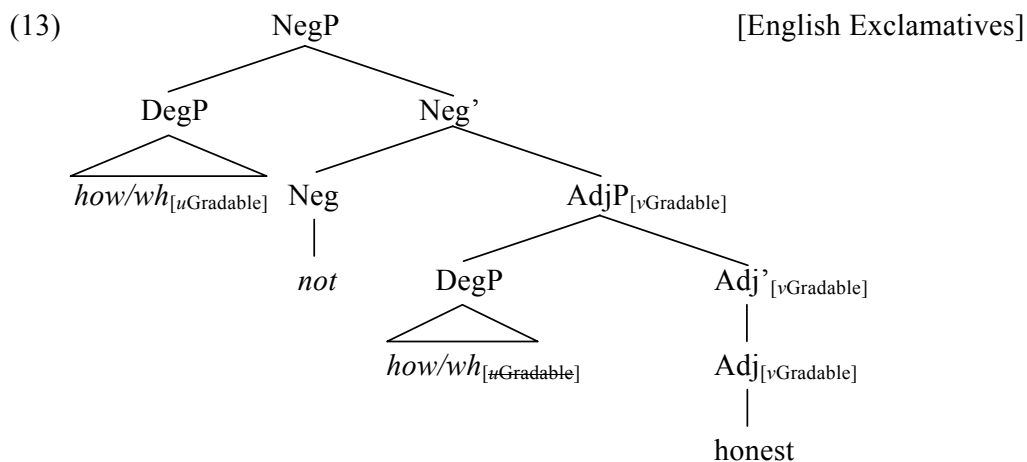 (13) NegP [English Exclamatives]
DegP Neg’
how/wh[uGradable] Neg AdjP[vGradable]
not DegP Adj’[vGradable]
how/wh[uGradable] Adj[vGradable]
honest